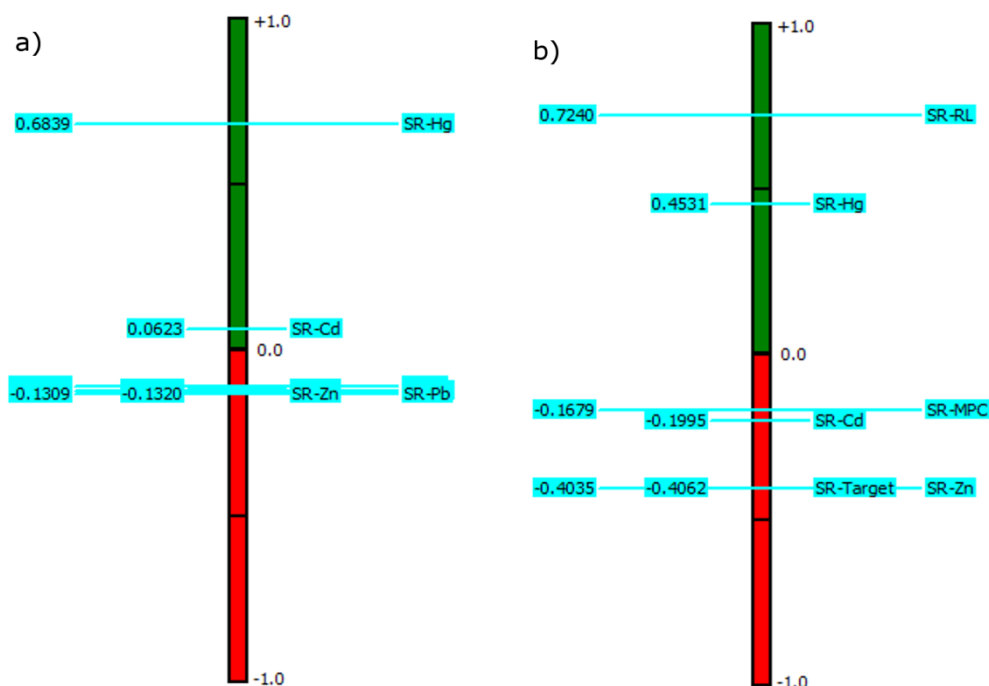 a)
+1.0
0.6839 SR-Hg
0.0623 SR-Cd
0.0
-0.1309 -0.1320 SR-Zn SR-Pb
-1.0
b)
+1.0
0.7240 SR-RL
0.4531 SR-Hg
0.0
-0.1679 SR-MPC
-0.1995 SR-Cd
-0.4035 -0.4062 SR-Target SR-Zn
-1.0